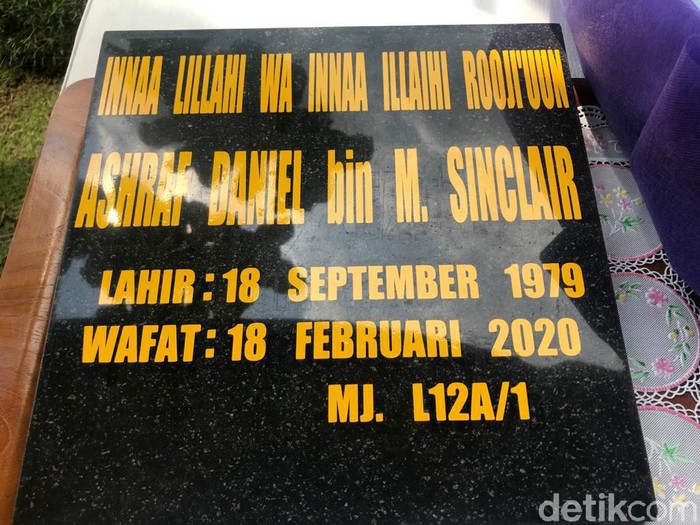 INNAA LILLAHI WA INNAA ILLAIHI ROOJI'UUN
ASHRAF DANIEL bin M. SINCLAIR
LAHIR : 18 SEPTEMBER 1979
WAFAT : 18 FEBRUARI 2020
MJ. L12A/1
detikcom